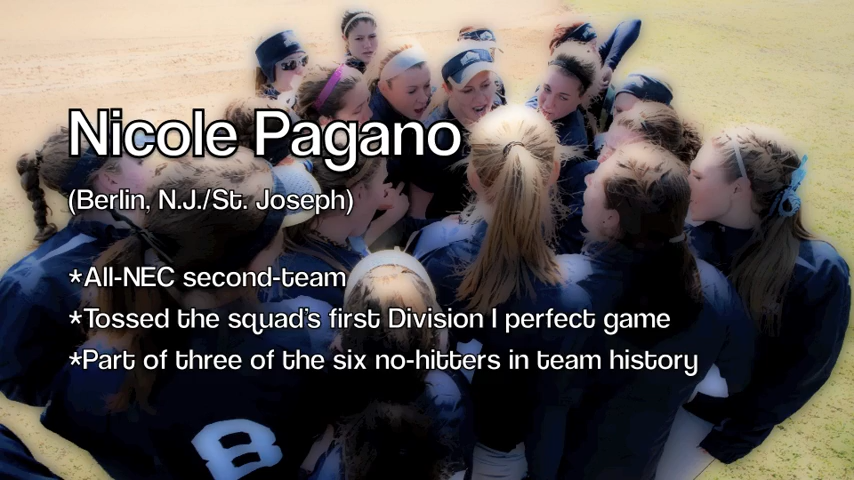 Nicole Pagano
(Berlin, N.J./St. Joseph)
*All-NEC second-team
*Tossed the squad's first Division I perfect game
*Part of three of the six no-hitters in team history
B